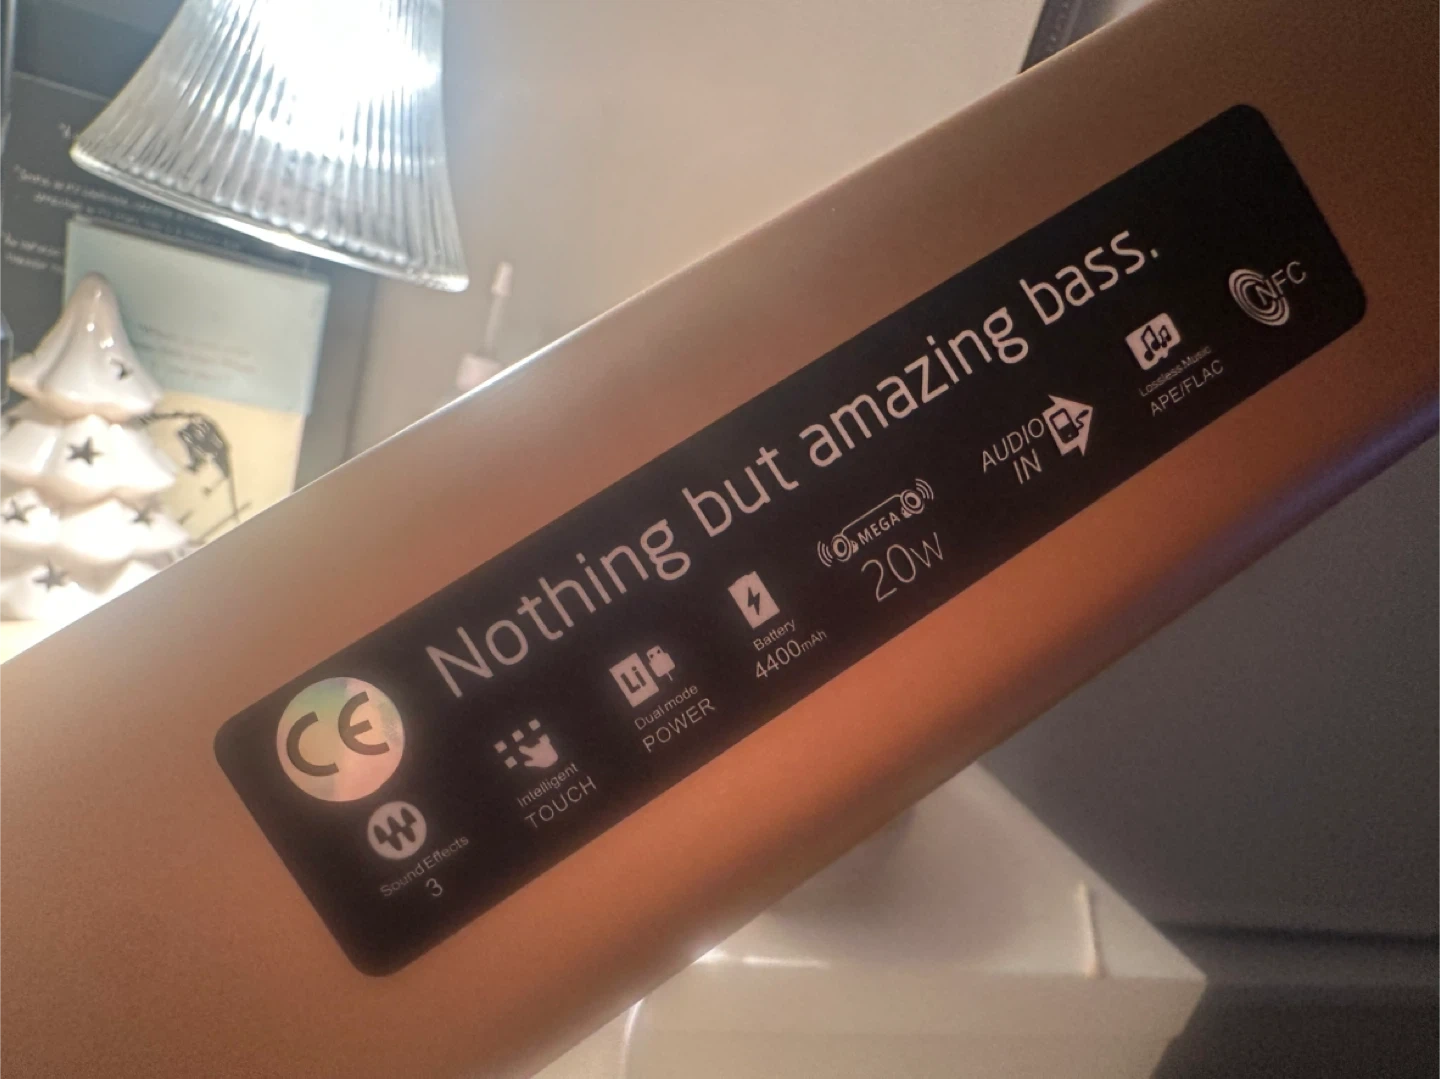 Nothing but amazing bass.
CE
Sound Effects
3
Intelligent
TOUCH
Li
Dual mode
POWER
Battery
4400mAh
MEGA
20W
AUDIO
IN
Lossless Music
APE/FLAC
NFC